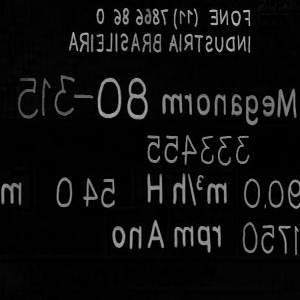 FONE (11) 7866 86 0
INDUSTRIA BRASILEIRA
Meganorm 80-315
333455
90.0 m³/h H 54 0 m
1750 rpm Ano